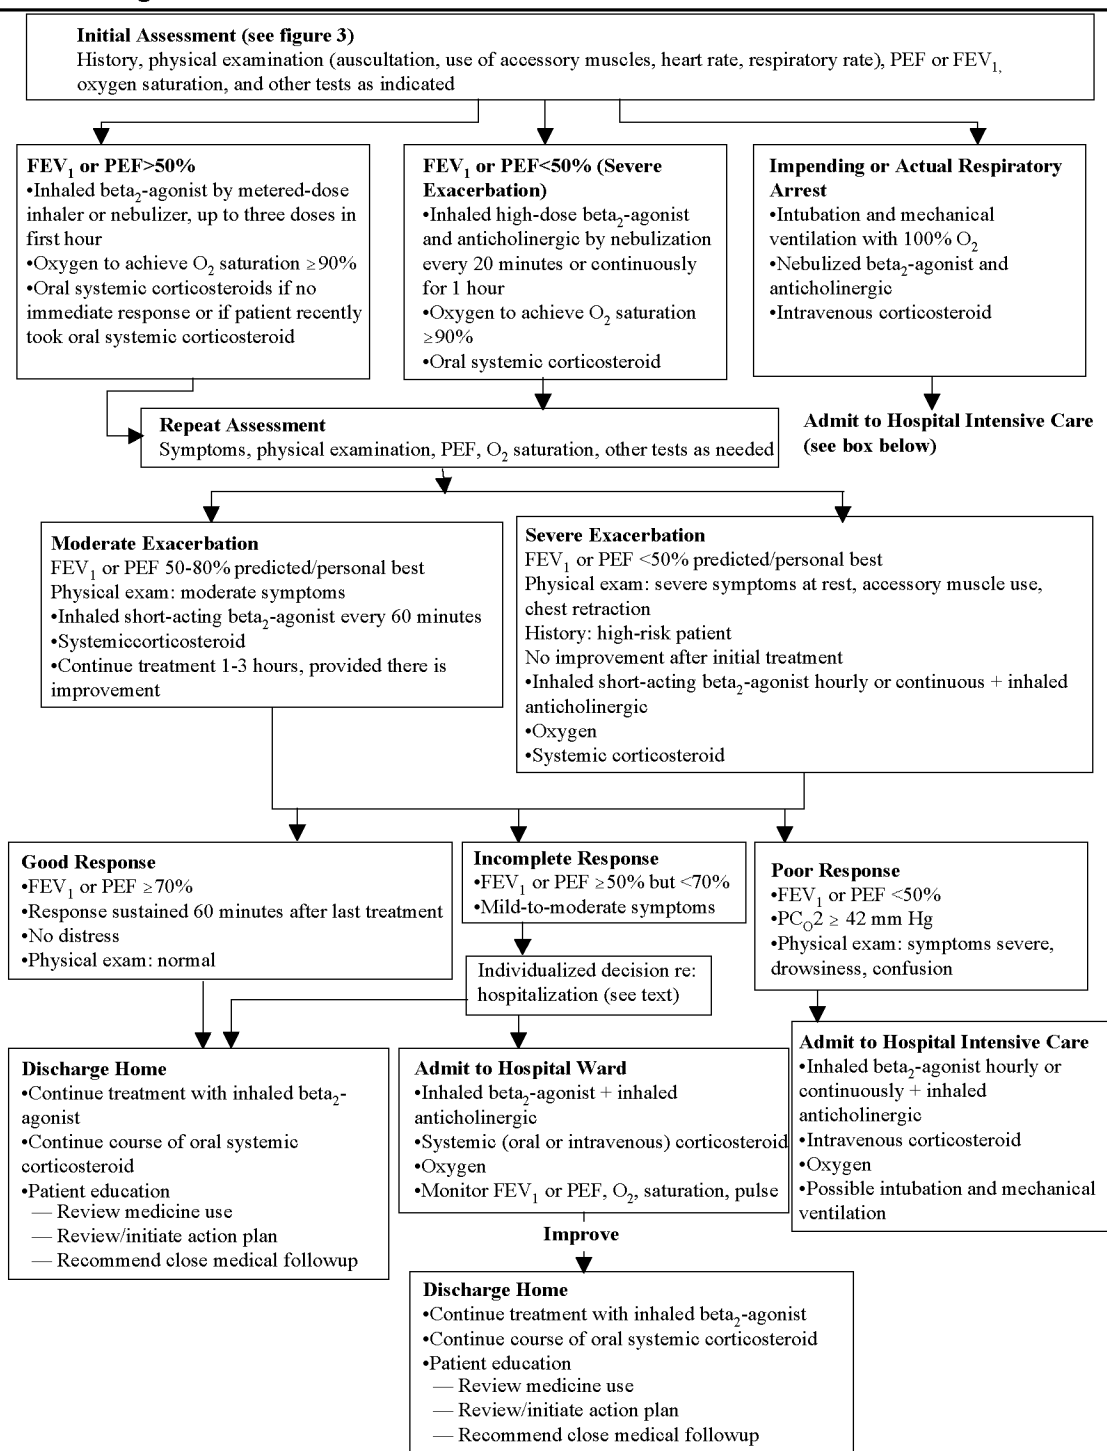 Initial Assessment (see figure 3)
History, physical examination (auscultation, use of accessory muscles, heart rate, respiratory rate), PEF or FEV1,
oxygen saturation, and other tests as indicated
FEV1 or PEF>50%
•Inhaled beta2-agonist by metered-dose
inhaler or nebulizer, up to three doses in
first hour
•Oxygen to achieve O2 saturation ≥90%
•Oral systemic corticosteroids if no
immediate response or if patient recently
took oral systemic corticosteroid
FEV1 or PEF<50% (Severe
Exacerbation)
•Inhaled high-dose beta2-agonist
and anticholinergic by nebulization
every 20 minutes or continuously
for 1 hour
•Oxygen to achieve O2 saturation
≥90%
•Oral systemic corticosteroid
Impending or Actual Respiratory
Arrest
•Intubation and mechanical
ventilation with 100% O2
•Nebulized beta2-agonist and
anticholinergic
•Intravenous corticosteroid
Admit to Hospital Intensive Care
(see box below)
Repeat Assessment
Symptoms, physical examination, PEF, O2 saturation, other tests as needed
Moderate Exacerbation
FEV1 or PEF 50-80% predicted/personal best
Physical exam: moderate symptoms
•Inhaled short-acting beta2-agonist every 60 minutes
•Systemiccorticosteroid
•Continue treatment 1-3 hours, provided there is
improvement
Severe Exacerbation
FEV1 or PEF <50% predicted/personal best
Physical exam: severe symptoms at rest, accessory muscle use,
chest retraction
History: high-risk patient
No improvement after initial treatment
•Inhaled short-acting beta2-agonist hourly or continuous + inhaled
anticholinergic
•Oxygen
•Systemic corticosteroid
Good Response
•FEV1 or PEF ≥70%
•Response sustained 60 minutes after last treatment
•No distress
•Physical exam: normal
Incomplete Response
•FEV1 or PEF ≥50% but <70%
•Mild-to-moderate symptoms
Poor Response
•FEV1 or PEF <50%
•PCO2 ≥ 42 mm Hg
•Physical exam: symptoms severe,
drowsiness, confusion
Individualized decision re:
hospitalization (see text)
Discharge Home
•Continue treatment with inhaled beta2-
agonist
•Continue course of oral systemic
corticosteroid
•Patient education
— Review medicine use
— Review/initiate action plan
— Recommend close medical followup
Admit to Hospital Ward
•Inhaled beta2-agonist + inhaled
anticholinergic
•Systemic (oral or intravenous) corticosteroid
•Oxygen
•Monitor FEV1 or PEF, O2, saturation, pulse
Admit to Hospital Intensive Care
•Inhaled beta2-agonist hourly or
continuously + inhaled
anticholinergic
•Intravenous corticosteroid
•Oxygen
•Possible intubation and mechanical
ventilation
Improve
Discharge Home
•Continue treatment with inhaled beta2-agonist
•Continue course of oral systemic corticosteroid
•Patient education
— Review medicine use
— Review/initiate action plan
— Recommend close medical followup